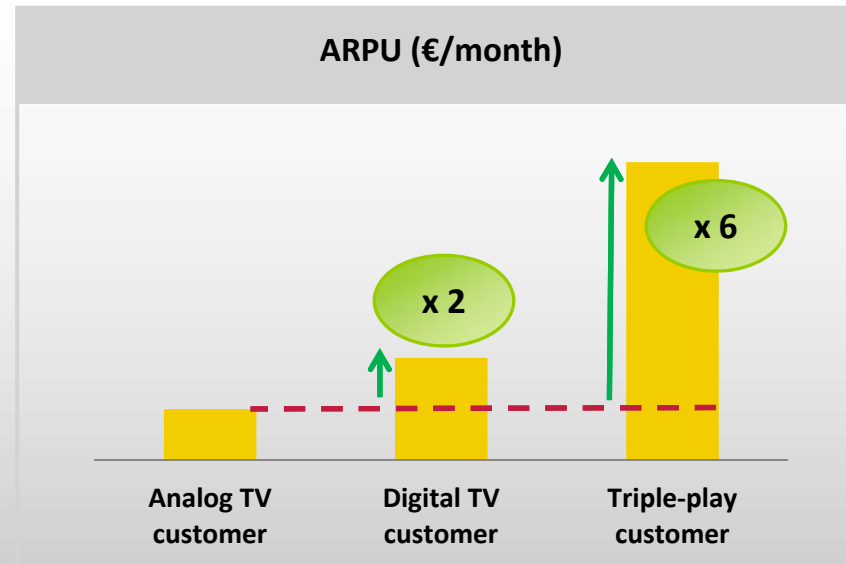 ARPU (€/month)
x 6
x 2
Analog TV
customer
Digital TV
customer
Triple-play
customer